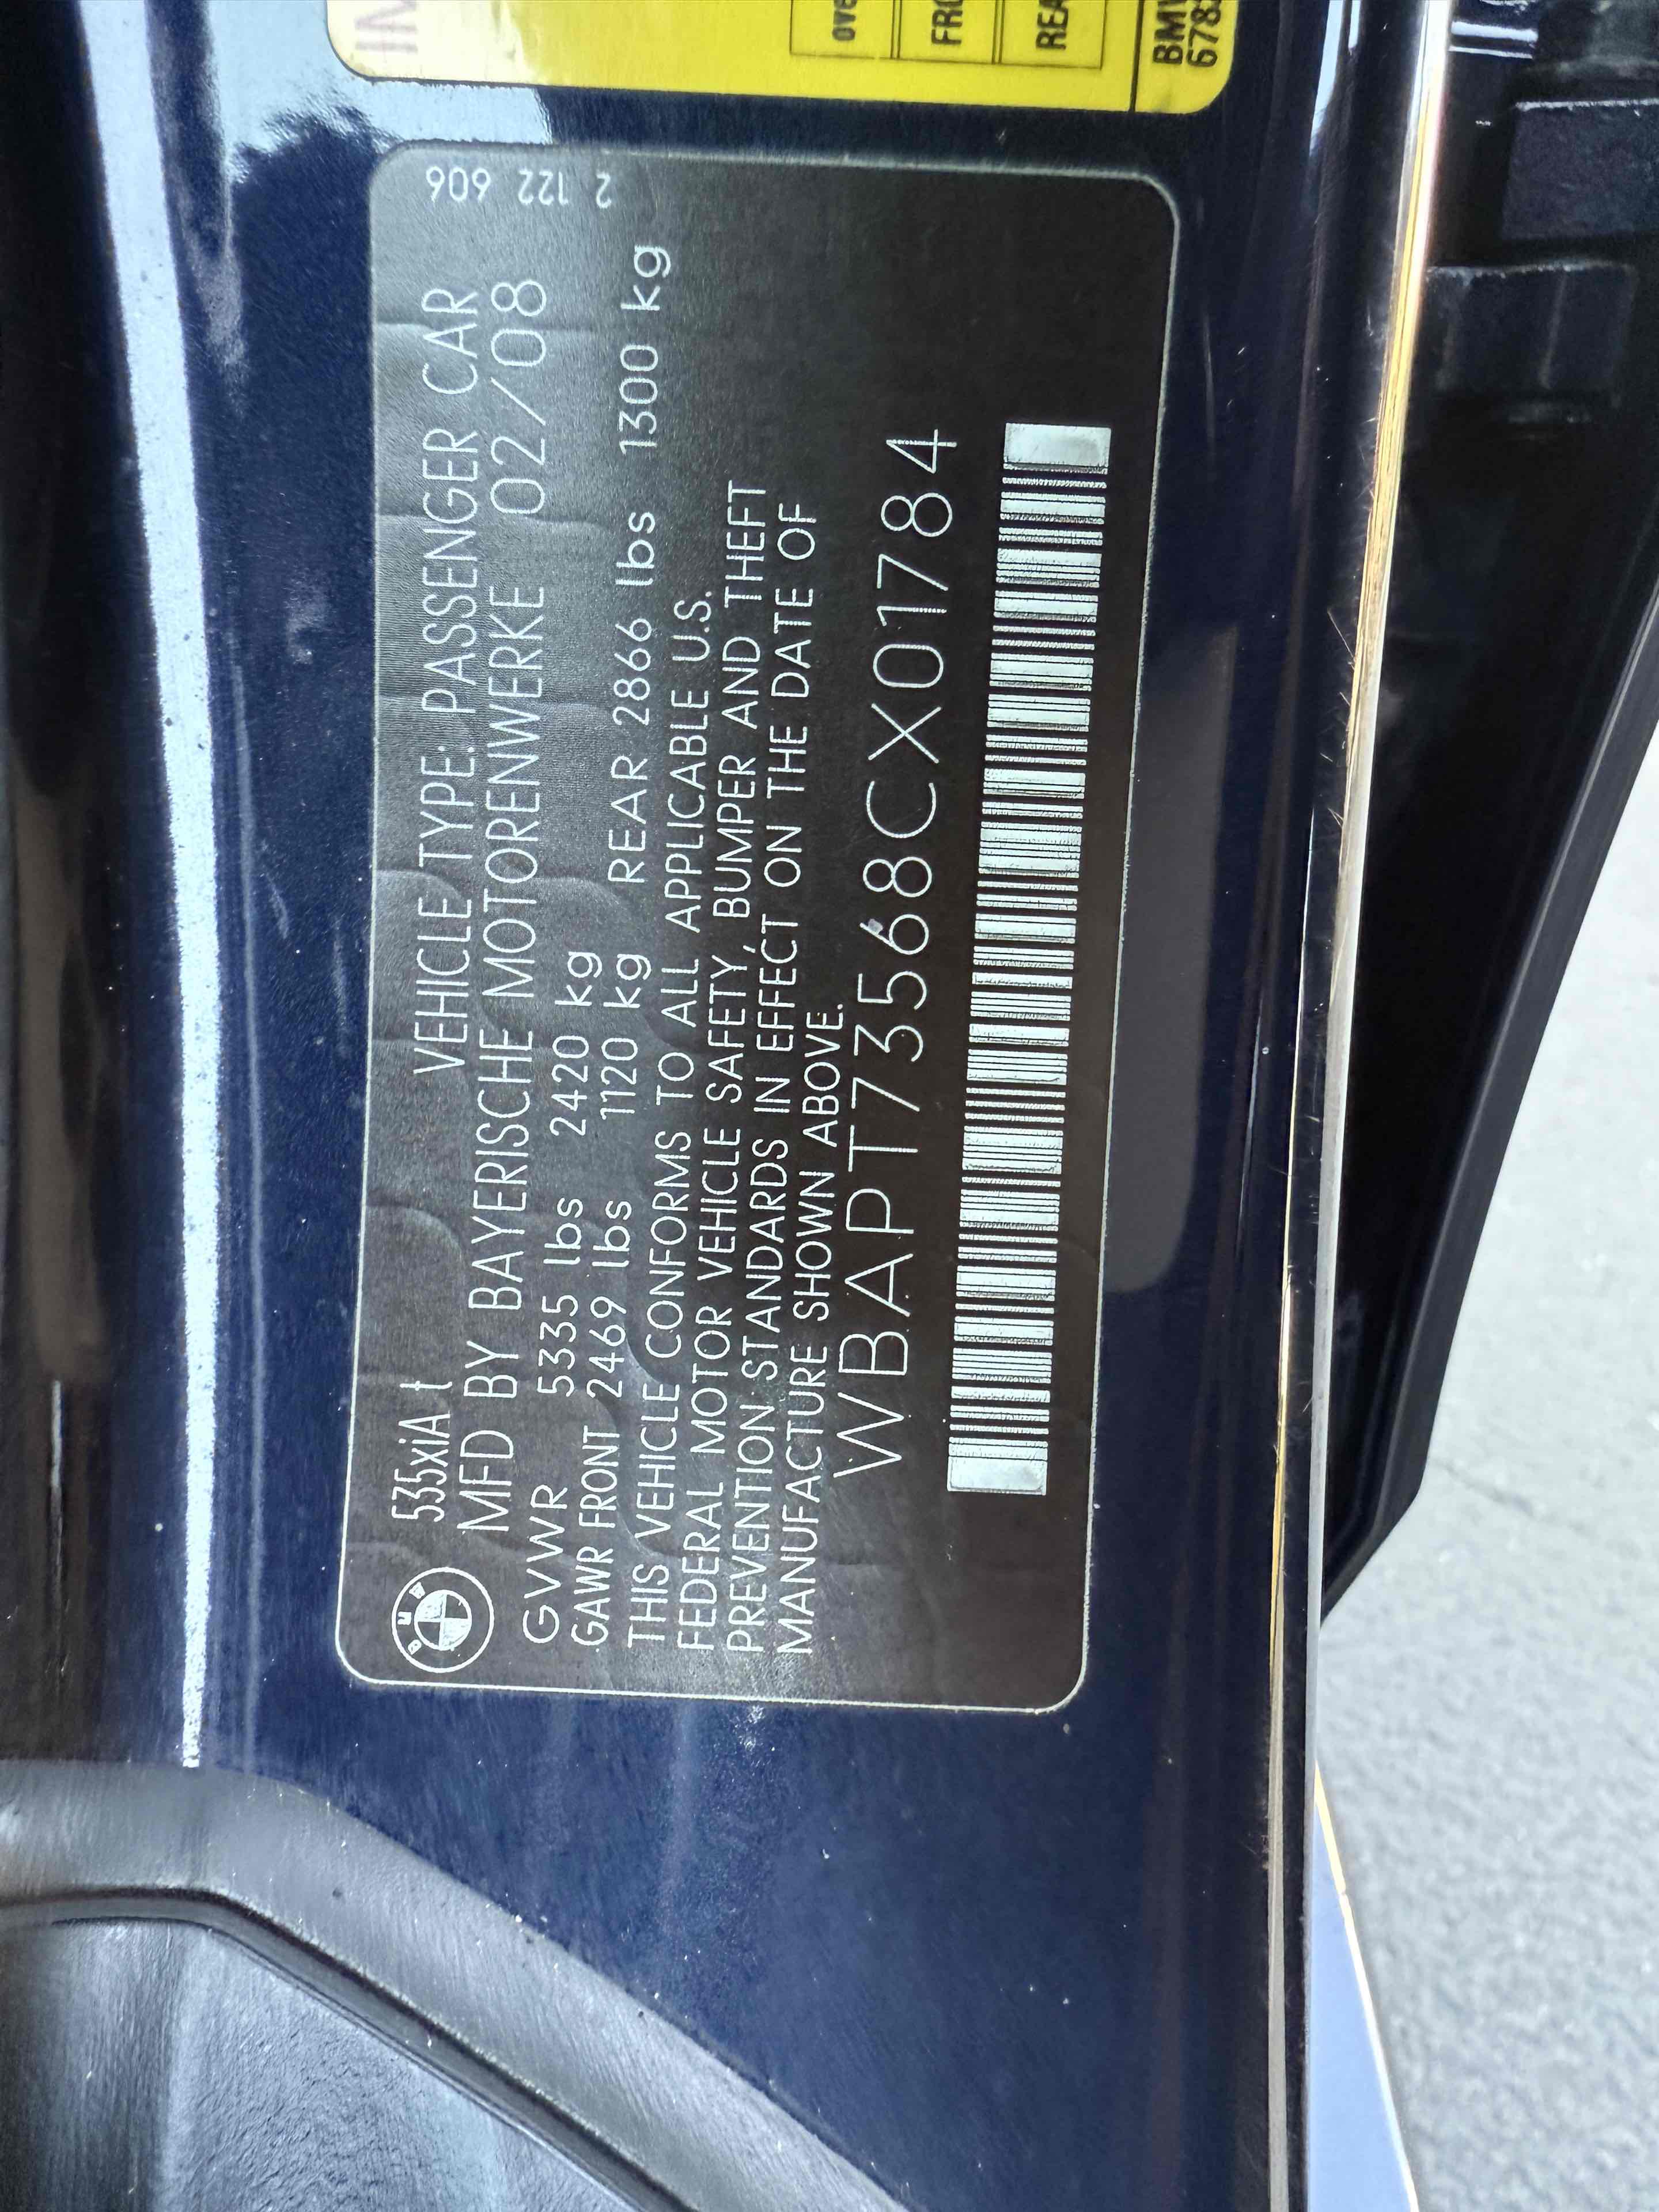 BMW
535xiA t VEHICLE TYPE: PASSENGER CAR
MFD BY BAYERISCHE MOTORENWERKE 02/08
GVWR 5335 lbs 2420 kg
GAWR FRONT 2469 lbs 1120 kg REAR 2866 lbs 1300 kg
THIS VEHICLE CONFORMS TO ALL APPLICABLE U.S.
FEDERAL MOTOR VEHICLE SAFETY, BUMPER AND THEFT
PREVENTION STANDARDS IN EFFECT ON THE DATE OF
MANUFACTURE SHOWN ABOVE.
WBAPT73568CX01784
2 122 606
BMW